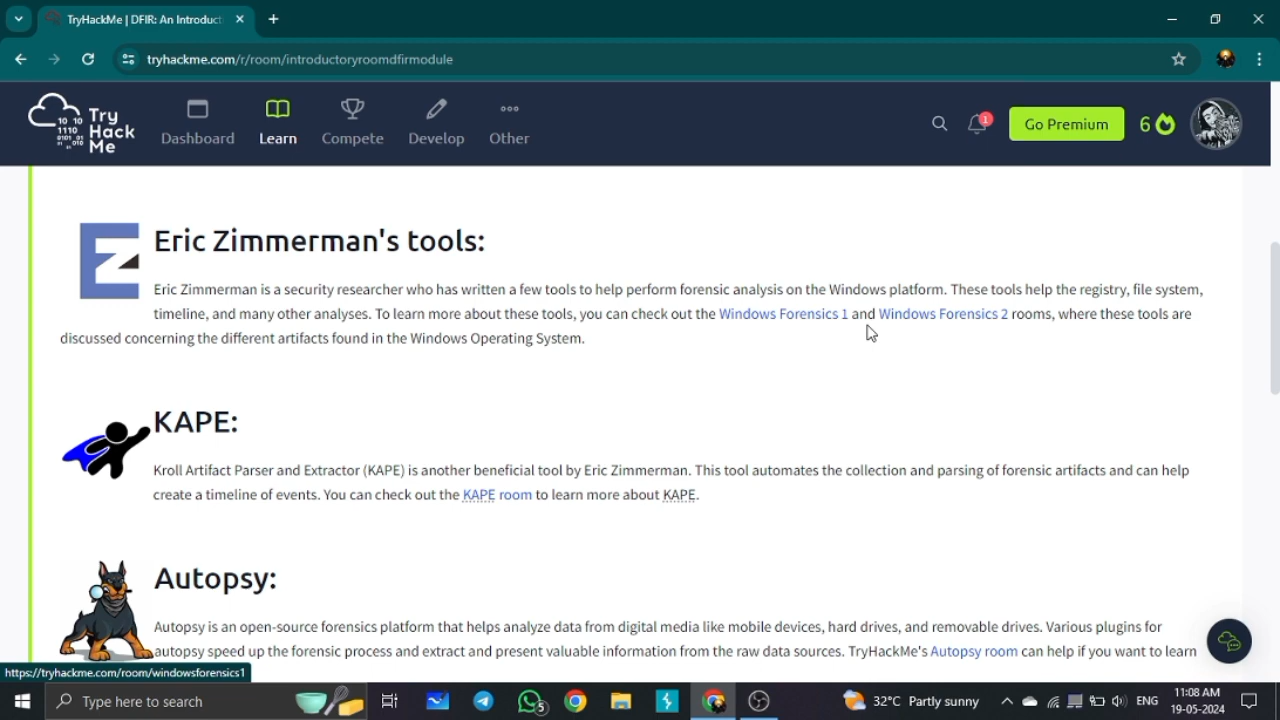 TryHackMe | DFIR: An Introduct
tryhackme.com/r/room/introductoryroomdfirmodule
Try
Hack
Me
Dashboard
Learn
Compete
Develop
Other
1
Go Premium
6
Eric Zimmerman's tools:
Eric Zimmerman is a security researcher who has written a few tools to help perform forensic analysis on the Windows platform. These tools help the registry, file system,
timeline, and many other analyses. To learn more about these tools, you can check out the Windows Forensics 1 and Windows Forensics 2 rooms, where these tools are
discussed concerning the different artifacts found in the Windows Operating System.
KAPE:
Kroll Artifact Parser and Extractor (KAPE) is another beneficial tool by Eric Zimmerman. This tool automates the collection and parsing of forensic artifacts and can help
create a timeline of events. You can check out the KAPE room to learn more about KAPE.
Autopsy:
Autopsy is an open-source forensics platform that helps analyze data from digital media like mobile devices, hard drives, and removable drives. Various plugins for
autopsy speed up the forensic process and extract and present valuable information from the raw data sources. TryHackMe's Autopsy room can help if you want to learn
https://tryhackme.com/room/windowsforensics1
Type here to search
5
32°C Partly sunny
ENG
11:08 AM
19-05-2024